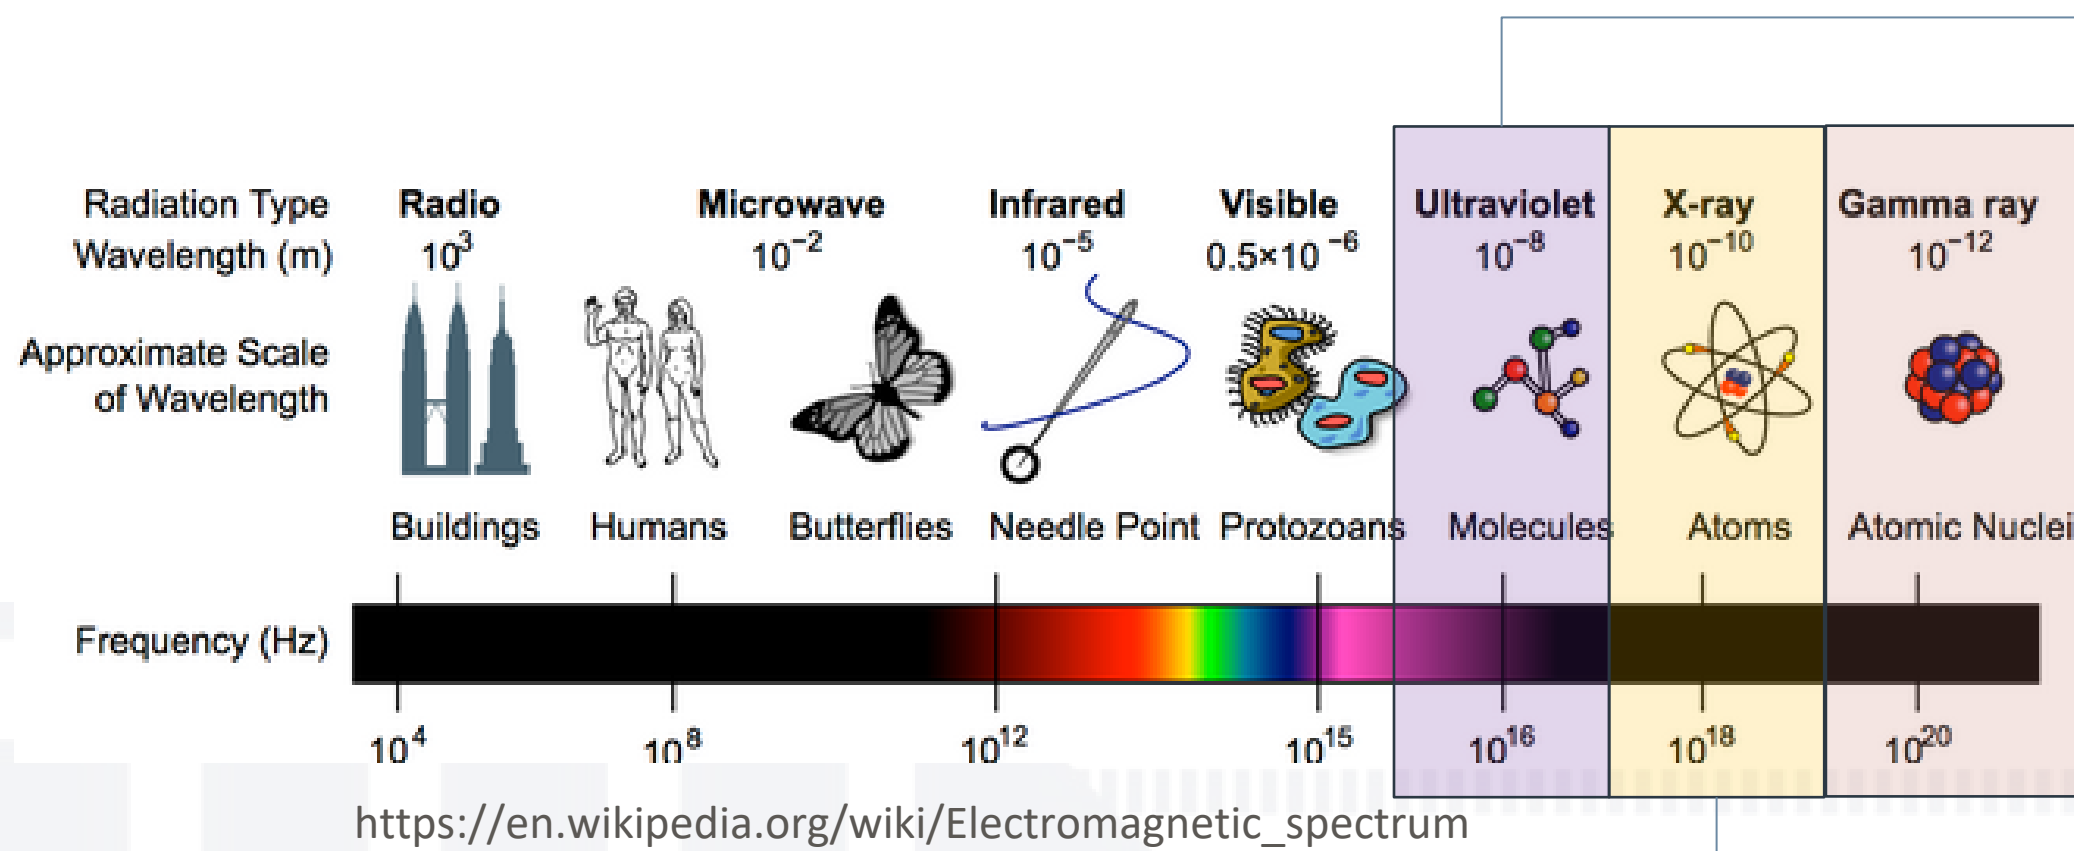 Radiation Type Radio Microwave Infrared Visible Ultraviolet X-ray Gamma ray
Wavelength (m) 10³ 10⁻² 10⁻⁵ 0.5×10⁻⁶ 10⁻⁸ 10⁻¹⁰ 10⁻¹²
Approximate Scale
of Wavelength
Buildings Humans Butterflies Needle Point Protozoans Molecules Atoms Atomic Nuclei
Frequency (Hz)
10⁴ 10⁸ 10¹² 10¹⁵ 10¹⁶ 10¹⁸ 10²⁰
https://en.wikipedia.org/wiki/Electromagnetic_spectrum